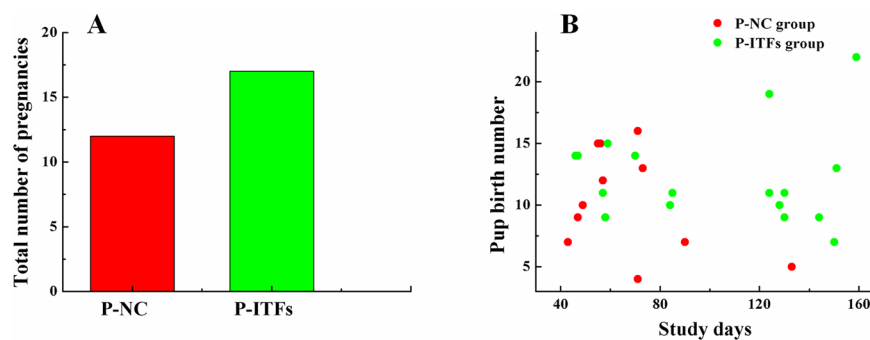 A
Total number of pregnancies
20
15
10
5
0
P-NC
P-ITFs
B
P-NC group
P-ITFs group
Pup birth number
20
15
10
5
40
80
120
160
Study days